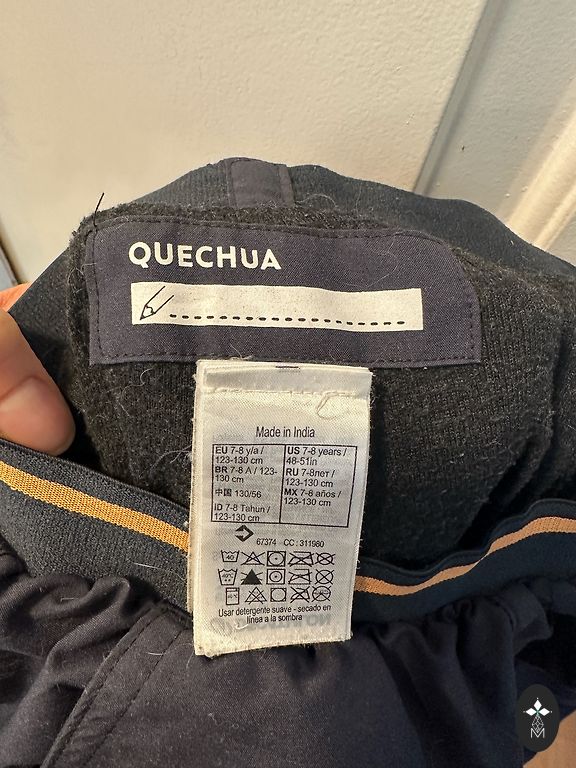 QUECHUA
Made in India
EU 7-8 y/a /
123-130 cm
BR 7-8 A / 123-
130 cm
中国 130/56
ID 7-8 Tahun /
123-130 cm
US 7-8 years /
48-51in
RU 7-8лет /
123-130 cm
MX 7-8 años /
123-130 cm
67374 CC : 311980
Usar detergente suave - secado en
línea a la sombra